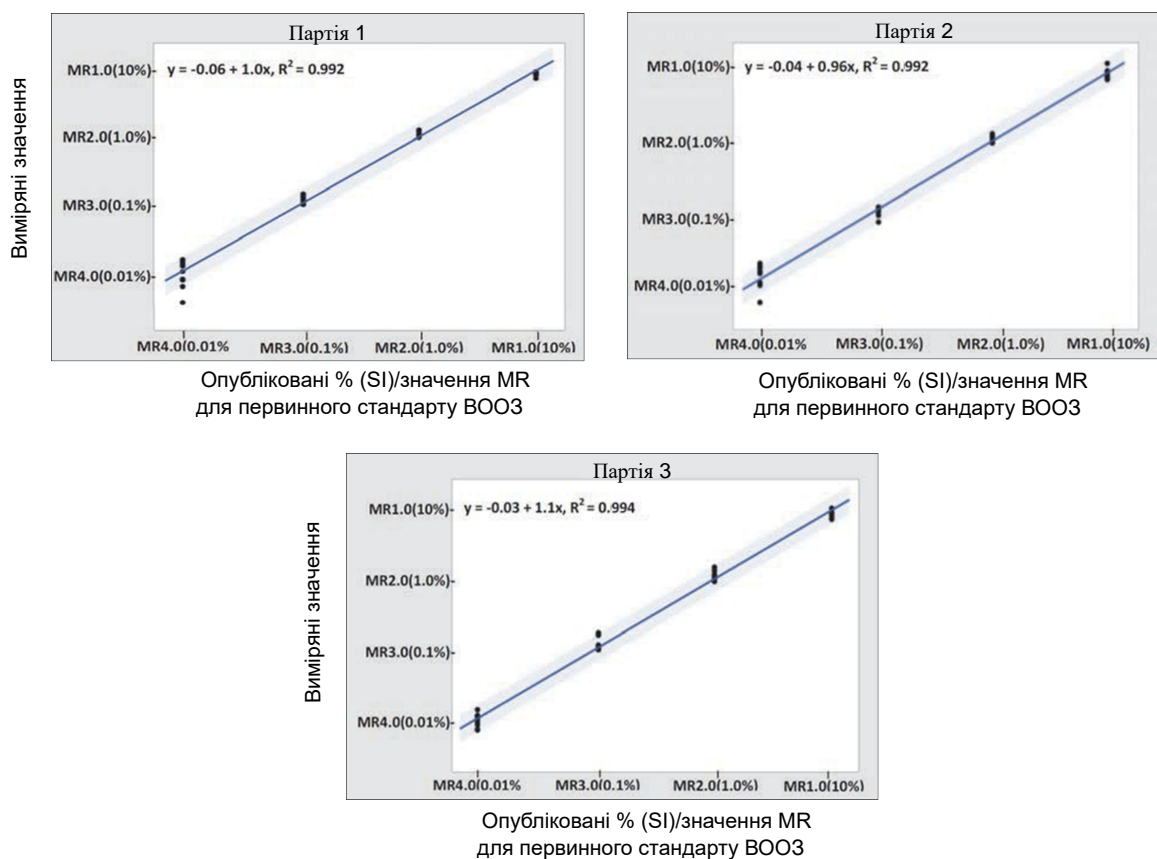 Партія 1
y = -0.06 + 1.0x, R² = 0.992
MR1.0(10%)
MR2.0(1.0%)
MR3.0(0.1%)
MR4.0(0.01%)
MR4.0(0.01% MR3.0(0.1%) MR2.0(1.0%) MR1.0(10%)
Виміряні значення
Опубліковані % (SI)/значення MR
для первинного стандарту ВООЗ
Партія 2
y = -0.04 + 0.96x, R² = 0.992
MR1.0(10%)
MR2.0(1.0%)
MR3.0(0.1%)
MR4.0(0.01%)
MR4.0(0.01% MR3.0(0.1%) MR2.0(1.0%) MR1.0(10%)
Опубліковані % (SI)/значення MR
для первинного стандарту ВООЗ
Партія 3
y = -0.03 + 1.1x, R² = 0.994
MR1.0(10%)
MR2.0(1.0%)
MR3.0(0.1%)
MR4.0(0.01%)
MR4.0(0.01% MR3.0(0.1%) MR2.0(1.0%) MR1.0(10%)
Виміряні значення
Опубліковані % (SI)/значення MR
для первинного стандарту ВООЗ